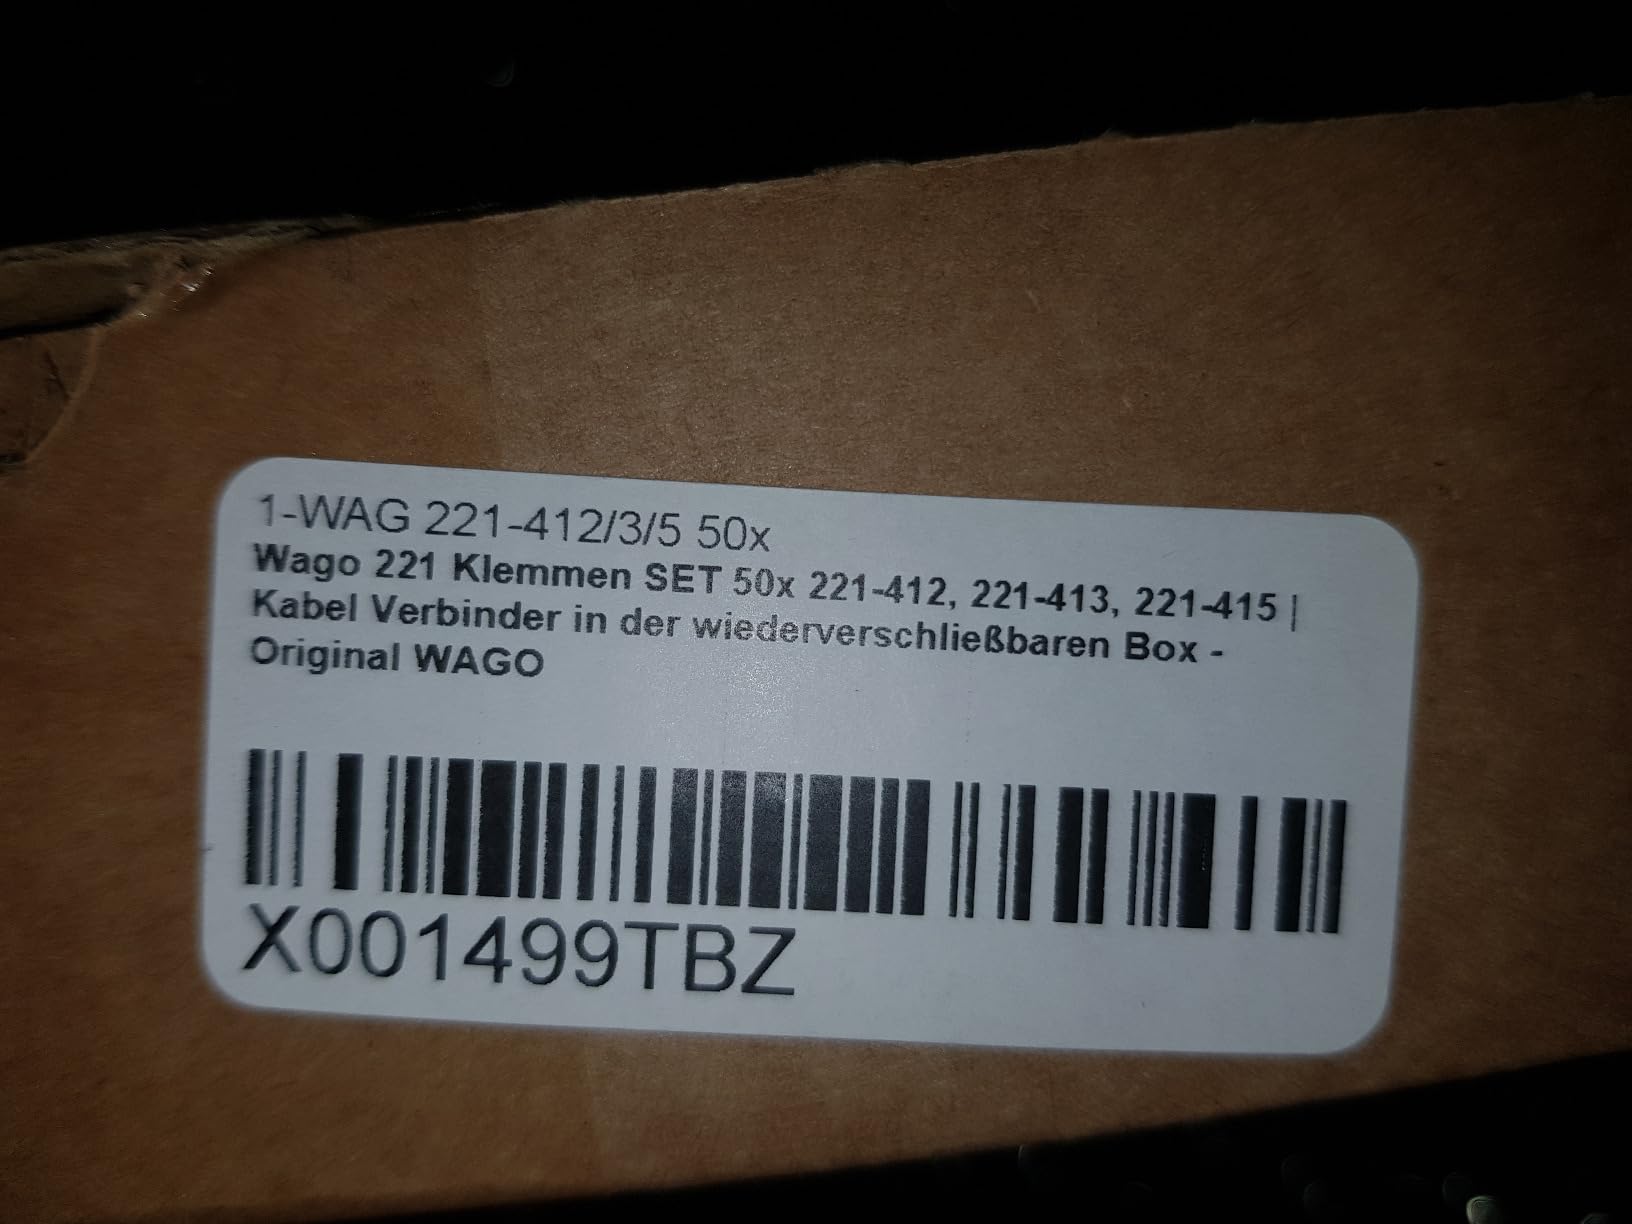 1-WAG 221-412/3/5 50x
Wago 221 Klemmen SET 50x 221-412, 221-413, 221-415 |
Kabel Verbinder in der wiederverschließbaren Box -
Original WAGO
X001499TBZ